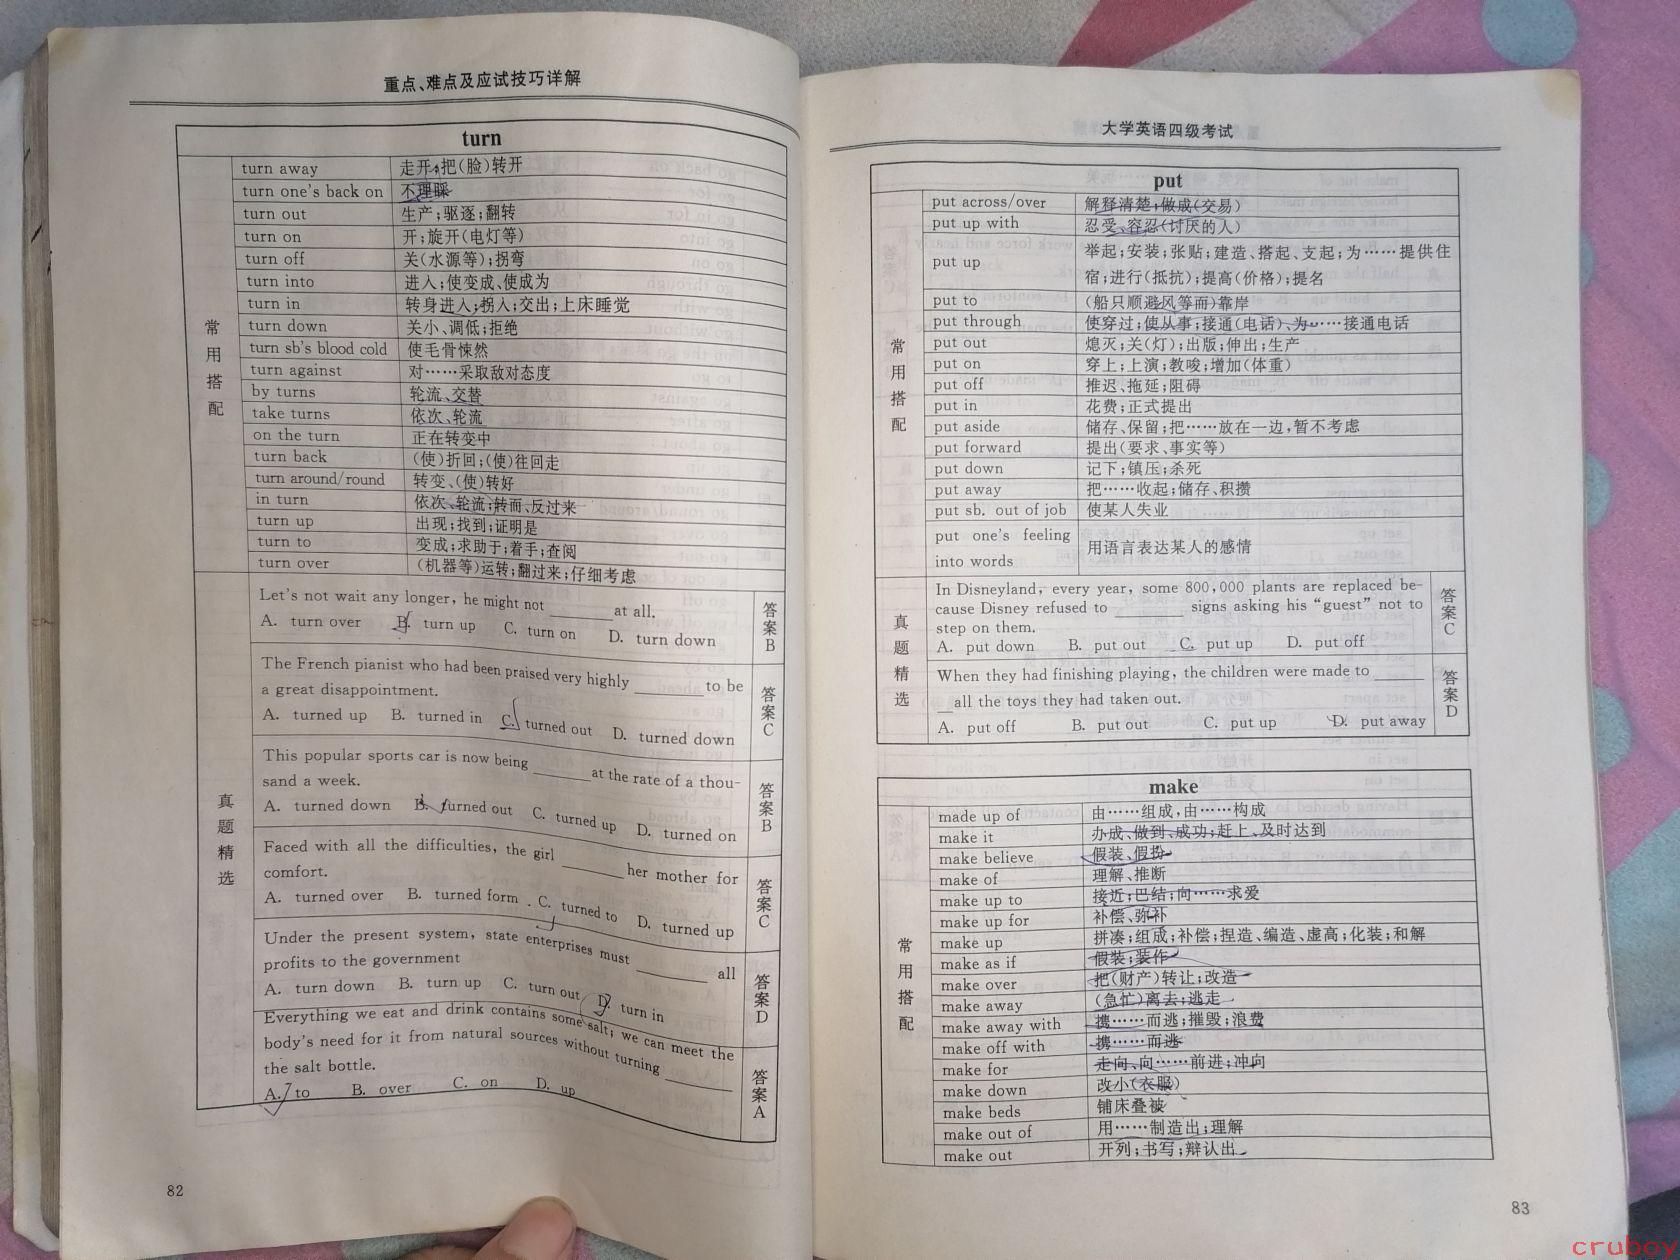 重点、难点及应试技巧详解
turn
常用搭配
turn away 走开;把(脸)转开
turn one's back on 不理睬
turn out 生产;驱逐;翻转
turn on 开;旋开(电灯等)
turn off 关(水源等);拐弯
turn into 进入;使变成、使成为
turn in 转身进入;拐入;交出;上床睡觉
turn down 关小、调低;拒绝
turn sb's blood cold 使毛骨悚然
turn against 对……采取敌对态度
by turns 轮流、交替
take turns 依次、轮流
on the turn 正在转变中
turn back (使)折回;(使)往回走
turn around/round 转变、(使)转好
in turn 依次、轮流;转而、反过来
turn up 出现;找到;证明是
turn to 变成;求助于;着手;查阅
turn over (机器等)运转;翻过来;仔细考虑
真题精选
Let's not wait any longer, he might not ______ at all.
A. turn over B. turn up C. turn on D. turn down
答案B
The French pianist who had been praised very highly ______ to be
a great disappointment.
A. turned up B. turned in C. turned out D. turned down
答案C
This popular sports car is now being ______ at the rate of a thou-
sand a week.
A. turned down B. turned out C. turned up D. turned on
答案B
Faced with all the difficulties, the girl ______ her mother for
comfort.
A. turned over B. turned form C. turned to D. turned up
答案C
Under the present system, state enterprises must ______ all
profits to the government
A. turn down B. turn up C. turn out D. turn in
答案D
Everything we eat and drink contains some salt; we can meet the
body's need for it from natural sources without turning ______
the salt bottle.
A. to B. over C. on D. up
答案A
82
大学英语四级考试
put
常用搭配
put across/over 解释清楚;做成(交易)
put up with 忍受、容忍(讨厌的人)
put up 举起;安装;张贴;建造、搭起、支起;为……提供住
宿;进行(抵抗);提高(价格);提名
put to (船只顺避风等而)靠岸
put through 使穿过;使从事;接通(电话)、为……接通电话
put out 熄灭;关(灯);出版;伸出;生产
put on 穿上;上演;教唆;增加(体重)
put off 推迟、拖延;阻碍
put in 花费;正式提出
put aside 储存、保留;把……放在一边,暂不考虑
put forward 提出(要求、事实等)
put down 记下;镇压;杀死
put away 把……收起;储存、积攒
put sb. out of job 使某人失业
put one's feeling
into words 用语言表达某人的感情
真题精选
In Disneyland, every year, some 800,000 plants are replaced be-
cause Disney refused to ______ signs asking his "guest" not to
step on them.
A. put down B. put out C. put up D. put off
答案C
When they had finishing playing, the children were made to ______
all the toys they had taken out.
A. put off B. put out C. put up D. put away
答案D
make
常用搭配
made up of 由……组成,由……构成
make it 办成、做到、成功;赶上、及时达到
make believe 假装、假扮
make of 理解、推断
make up to 接近;巴结;向……求爱
make up for 补偿、弥补
make up 拼凑;组成;补偿;捏造、编造、虚高;化装;和解
make as if 假装;装作
make over 把(财产)转让;改造
make away (急忙)离去;逃走
make away with 携……而逃;摧毁;浪费
make off with 携……而逃
make for 走向、向……前进;冲向
make down 改小(衣服)
make beds 铺床叠被
make out of 用……制造出;理解
make out 开列;书写;辩认出
83
cruboy